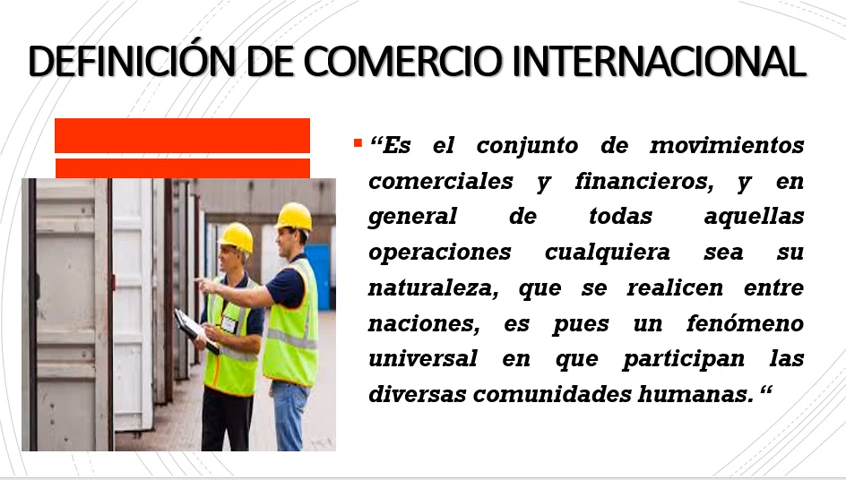 DEFINICIÓN DE COMERCIO INTERNACIONAL
“Es el conjunto de movimientos
comerciales y financieros, y en
general de todas aquellas
operaciones cualquiera sea su
naturaleza, que se realicen entre
naciones, es pues un fenómeno
universal en que participan las
diversas comunidades humanas. “